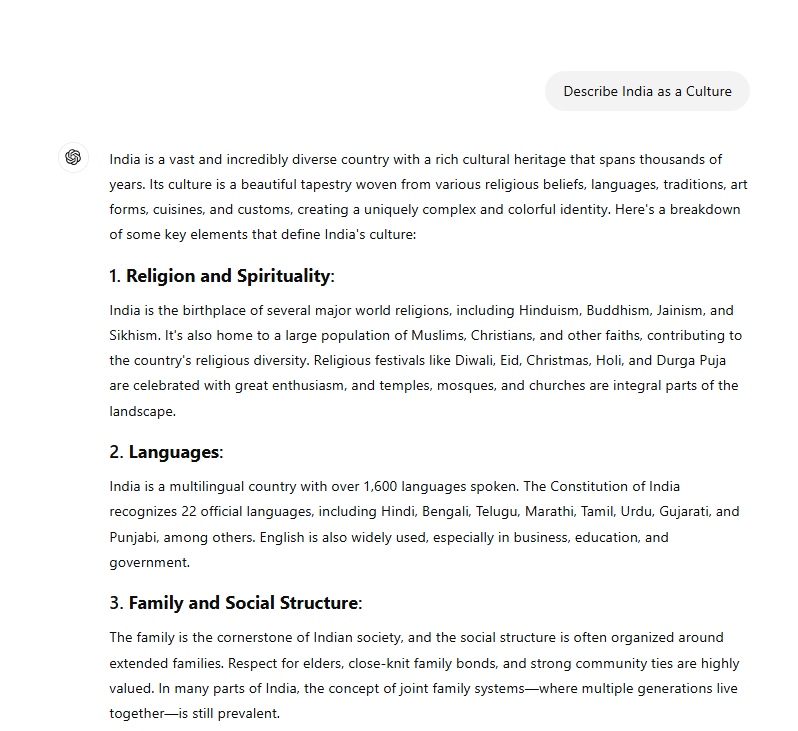 Describe India as a Culture
India is a vast and incredibly diverse country with a rich cultural heritage that spans thousands of
years. Its culture is a beautiful tapestry woven from various religious beliefs, languages, traditions, art
forms, cuisines, and customs, creating a uniquely complex and colorful identity. Here's a breakdown
of some key elements that define India's culture:
1. Religion and Spirituality:
India is the birthplace of several major world religions, including Hinduism, Buddhism, Jainism, and
Sikhism. It's also home to a large population of Muslims, Christians, and other faiths, contributing to
the country's religious diversity. Religious festivals like Diwali, Eid, Christmas, Holi, and Durga Puja
are celebrated with great enthusiasm, and temples, mosques, and churches are integral parts of the
landscape.
2. Languages:
India is a multilingual country with over 1,600 languages spoken. The Constitution of India
recognizes 22 official languages, including Hindi, Bengali, Telugu, Marathi, Tamil, Urdu, Gujarati, and
Punjabi, among others. English is also widely used, especially in business, education, and
government.
3. Family and Social Structure:
The family is the cornerstone of Indian society, and the social structure is often organized around
extended families. Respect for elders, close-knit family bonds, and strong community ties are highly
valued. In many parts of India, the concept of joint family systems—where multiple generations live
together—is still prevalent.